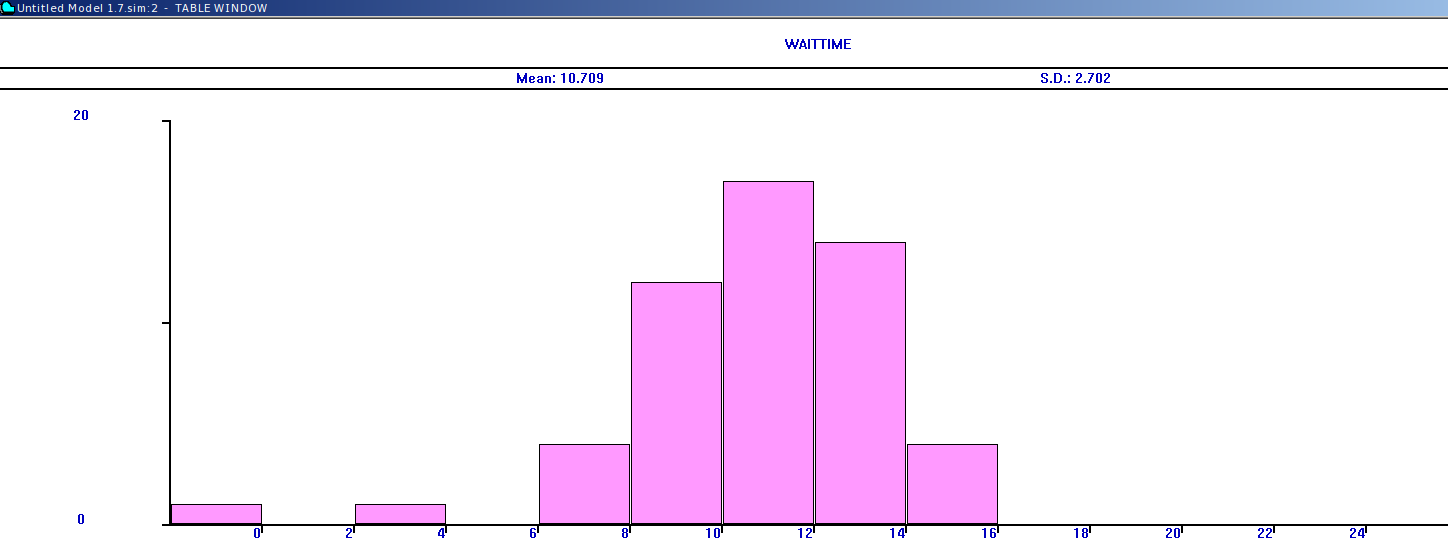 Untitled Model 1.7.sim:2 - TABLE WINDOW
WAITTIME
Mean: 10.709 S.D.: 2.702
20
0
0 2 4 6 8 10 12 14 16 18 20 22 24